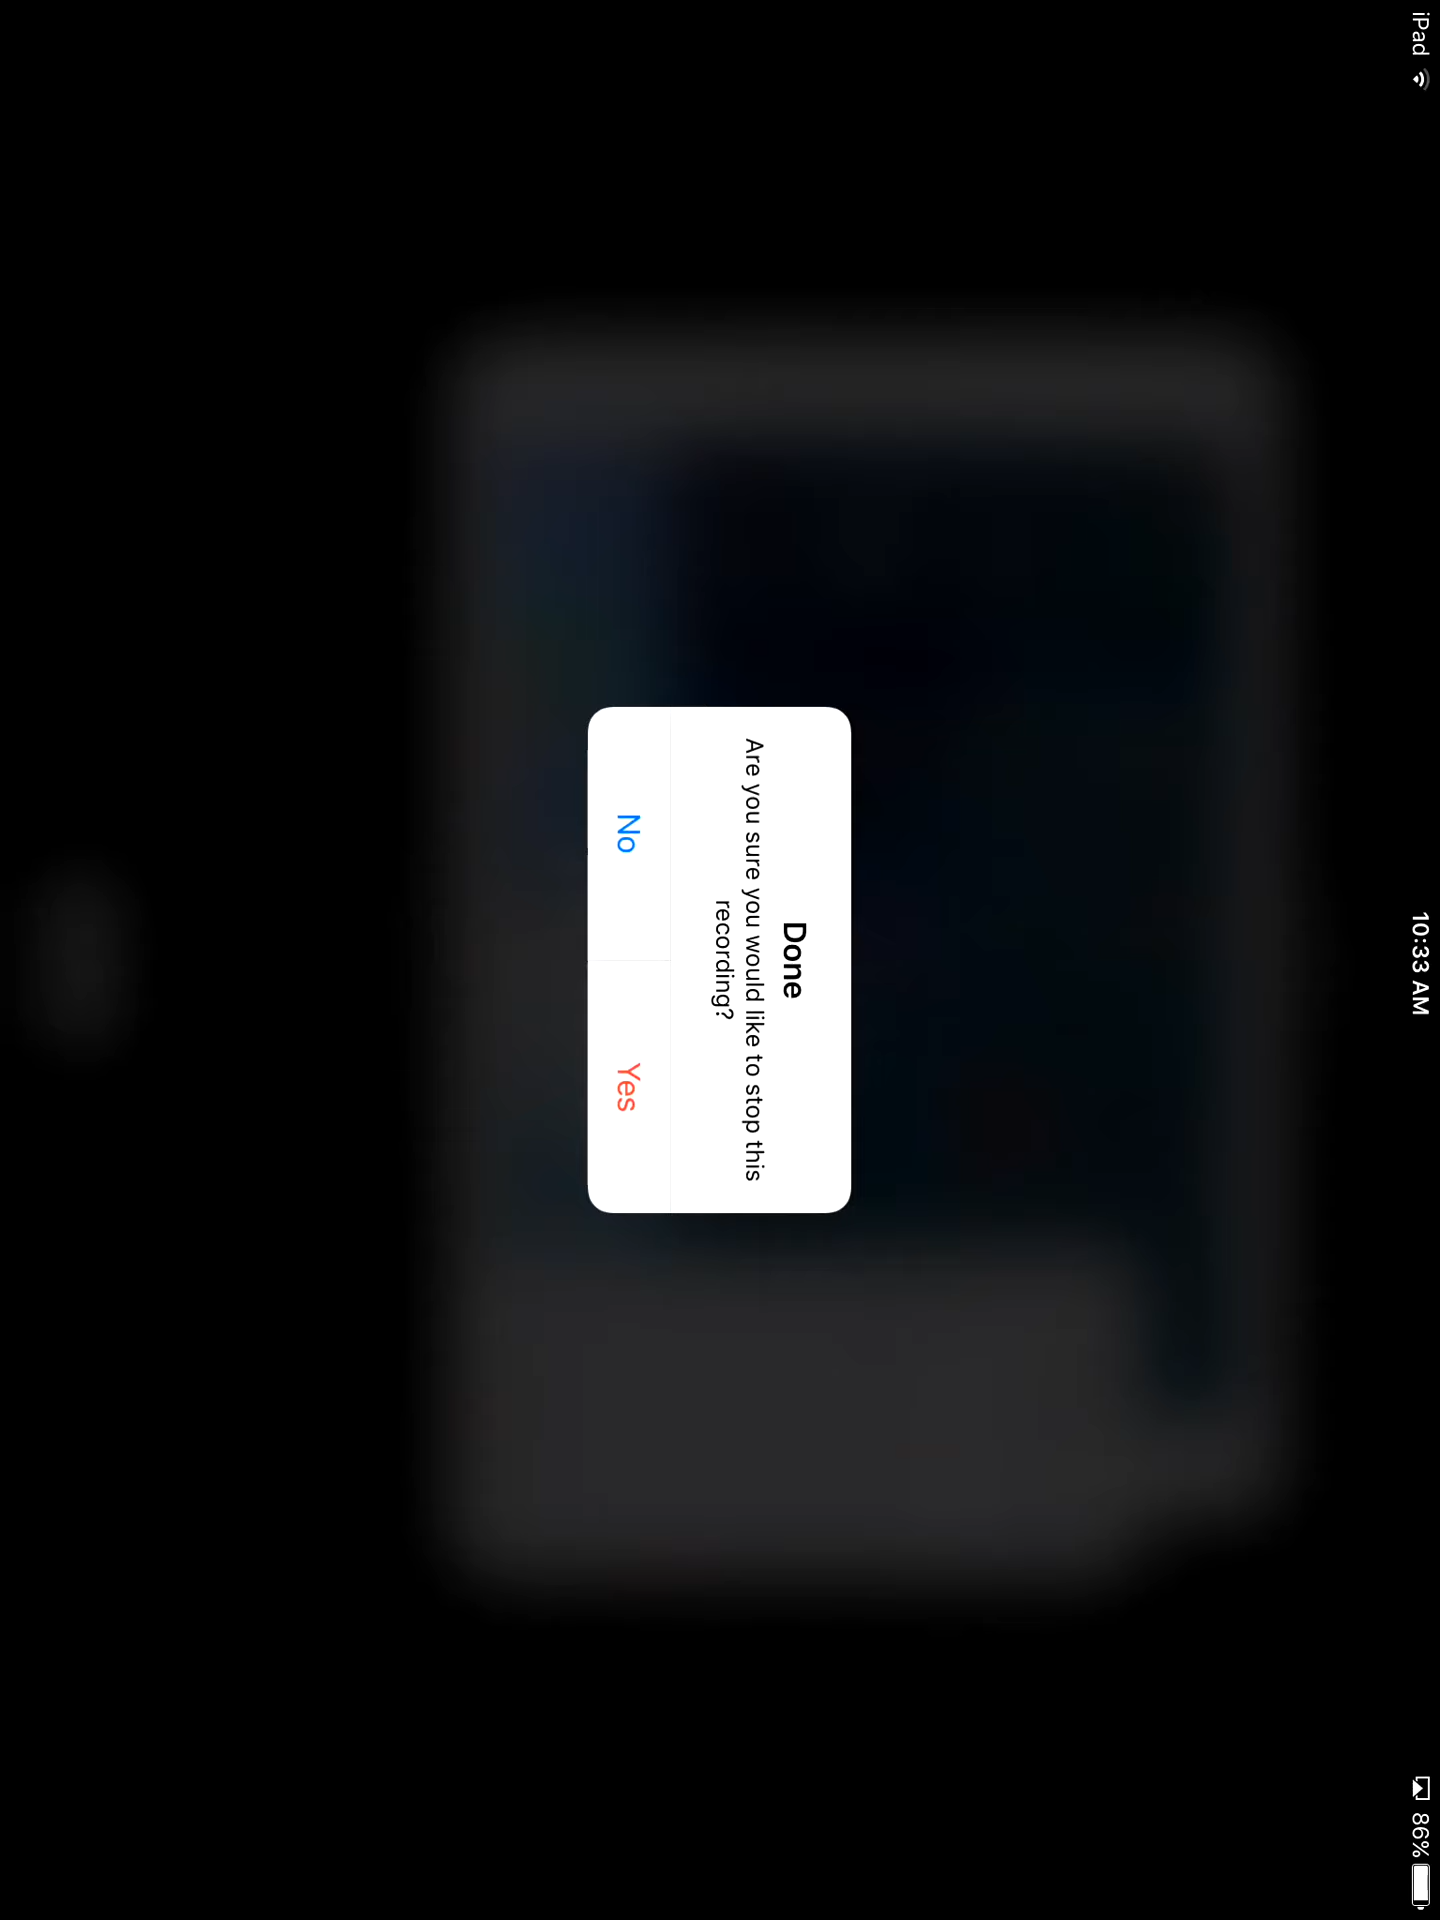 iPad 10:33 AM 86%
Done
Are you sure you would like to stop this
recording?
No Yes